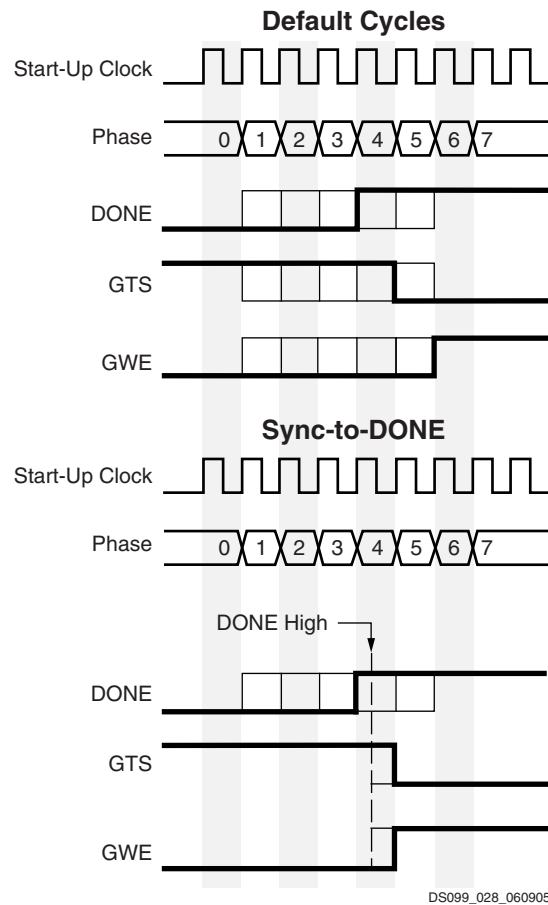 Default Cycles
Start-Up Clock
Phase 0 1 2 3 4 5 6 7
DONE
GTS
GWE
Sync-to-DONE
Start-Up Clock
Phase 0 1 2 3 4 5 6 7
DONE High
DONE
GTS
GWE
DS099_028_060905